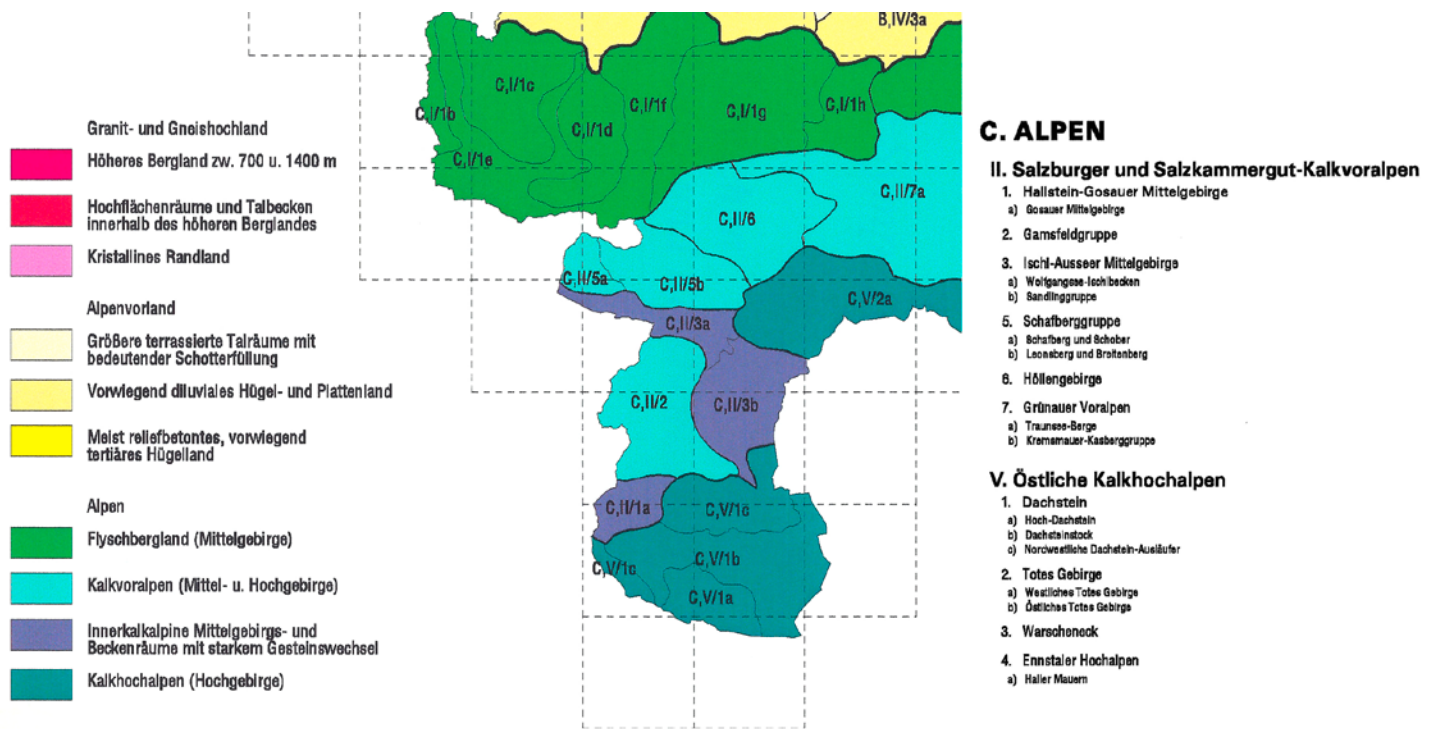 Granit- und Gneishochland
Höheres Bergland zw. 700 u. 1400 m
Hochflächenräume und Talbecken
innerhalb des höheren Berglandes
Kristallines Randland
Alpenvorland
Größere terrassierte Talräume mit
bedeutender Schotterfüllung
Vorwiegend diluviales Hügel- und Plattenland
Meist reliefbetontes, vorwiegend
tertiäres Hügelland
Alpen
Flyschbergland (Mittelgebirge)
Kalkvoralpen (Mittel- u. Hochgebirge)
Innerkalkalpine Mittelgebirgs- und
Beckenräume mit starkem Gesteinswechsel
Kalkhochalpen (Hochgebirge)
B,IV/3a
C,I/1c
C,I/1b
C,I/1f
C,I/1g
C,I/1h
C,I/1d
C,I/1e
C,II/7a
C,II/6
C,II/5a
C,II/5b
C,V/2a
C,II/3a
C,II/2
C,II/3b
C,II/1a
C,V/1c
C,V/1c
C,V/1b
C,V/1a
C. ALPEN
II. Salzburger und Salzkammergut-Kalkvoralpen
1. Hallstein-Gosauer Mittelgebirge
a) Gosauer Mittelgebirge
2. Gamsfeldgruppe
3. Ischl-Ausseer Mittelgebirge
a) Wolfgangsee-Ischlbecken
b) Sandlinggruppe
5. Schafberggruppe
a) Schafberg und Schober
b) Leonsberg und Breitenberg
6. Höllengebirge
7. Grünauer Voralpen
a) Traunsee-Berge
b) Kremsmauer-Kasberggruppe
V. Östliche Kalkhochalpen
1. Dachstein
a) Hoch-Dachstein
b) Dachsteinstock
c) Nordwestliche Dachstein-Ausläufer
2. Totes Gebirge
a) Westliches Totes Gebirge
b) Östliches Totes Gebirge
3. Warscheneck
4. Ennstaler Hochalpen
a) Haller Mauern